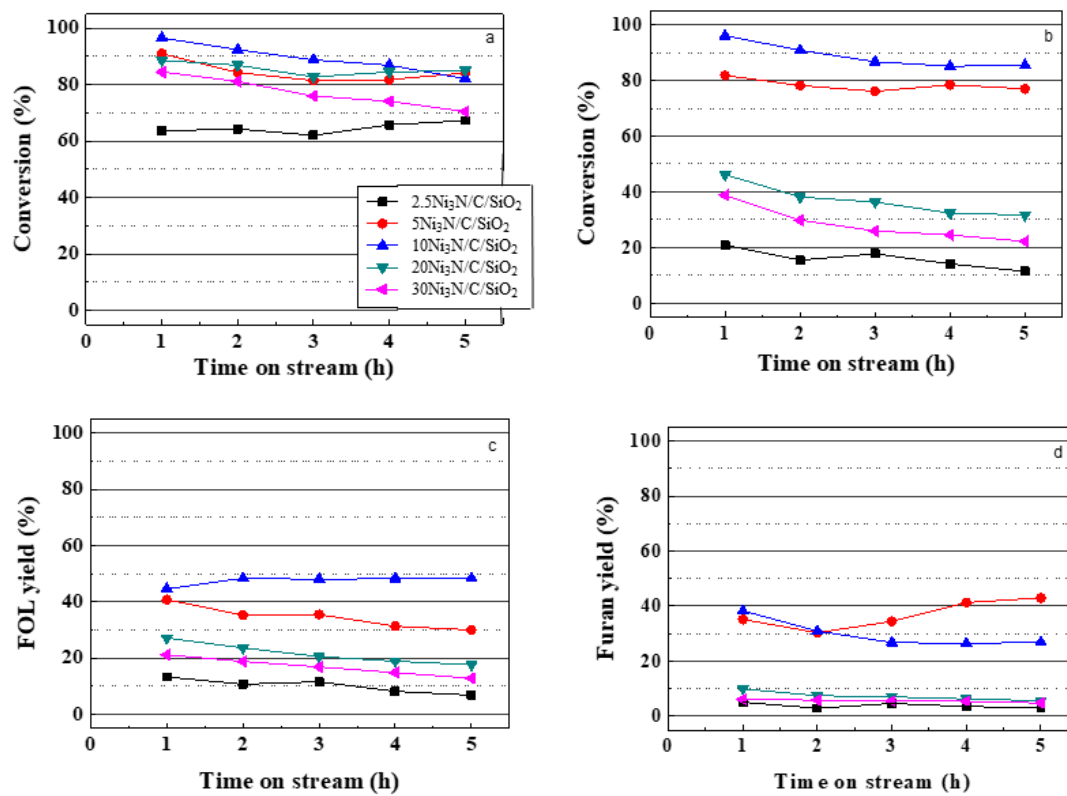 100
80
60
40
20
0
Conversion (%)
a
2.5Ni₃N/C/SiO₂
5Ni₃N/C/SiO₂
10Ni₃N/C/SiO₂
20Ni₃N/C/SiO₂
30Ni₃N/C/SiO₂
0 1 2 3 4 5
Time on stream (h)
100
80
60
40
20
0
Conversion (%)
b
0 1 2 3 4 5
Time on stream (h)
100
80
60
40
20
0
FOL yield (%)
c
0 1 2 3 4 5
Time on stream (h)
100
80
60
40
20
0
Furan yield (%)
d
0 1 2 3 4 5
Time on stream (h)